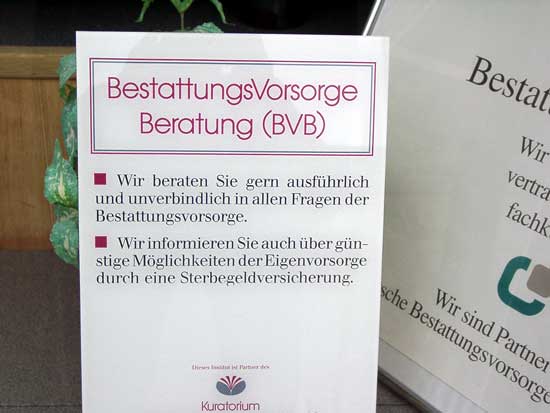 BestattungsVorsorge
Beratung (BVB)
Wir beraten Sie gern ausführlich
und unverbindlich in allen Fragen der
Bestattungsvorsorge.
Wir informieren Sie auch über gün-
stige Möglichkeiten der Eigenvorsorge
durch eine Sterbegeldversicherung.
Dieses Institut ist Partner des
Kuratorium
Bestat
Wir
vertra
fachk
Wir sind Partner
sche Bestattungsvorsorge